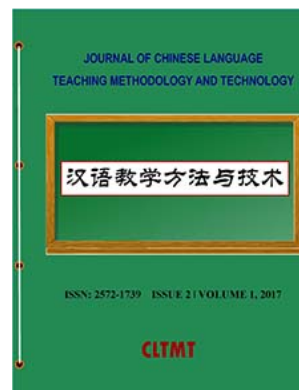 JOURNAL OF CHINESE LANGUAGE
TEACHING METHODOLOGY AND TECHNOLOGY
汉语教学方法与技术
ISSN: 2572-1739 ISSUE 2 | VOLUME 1, 2017
CLTMT